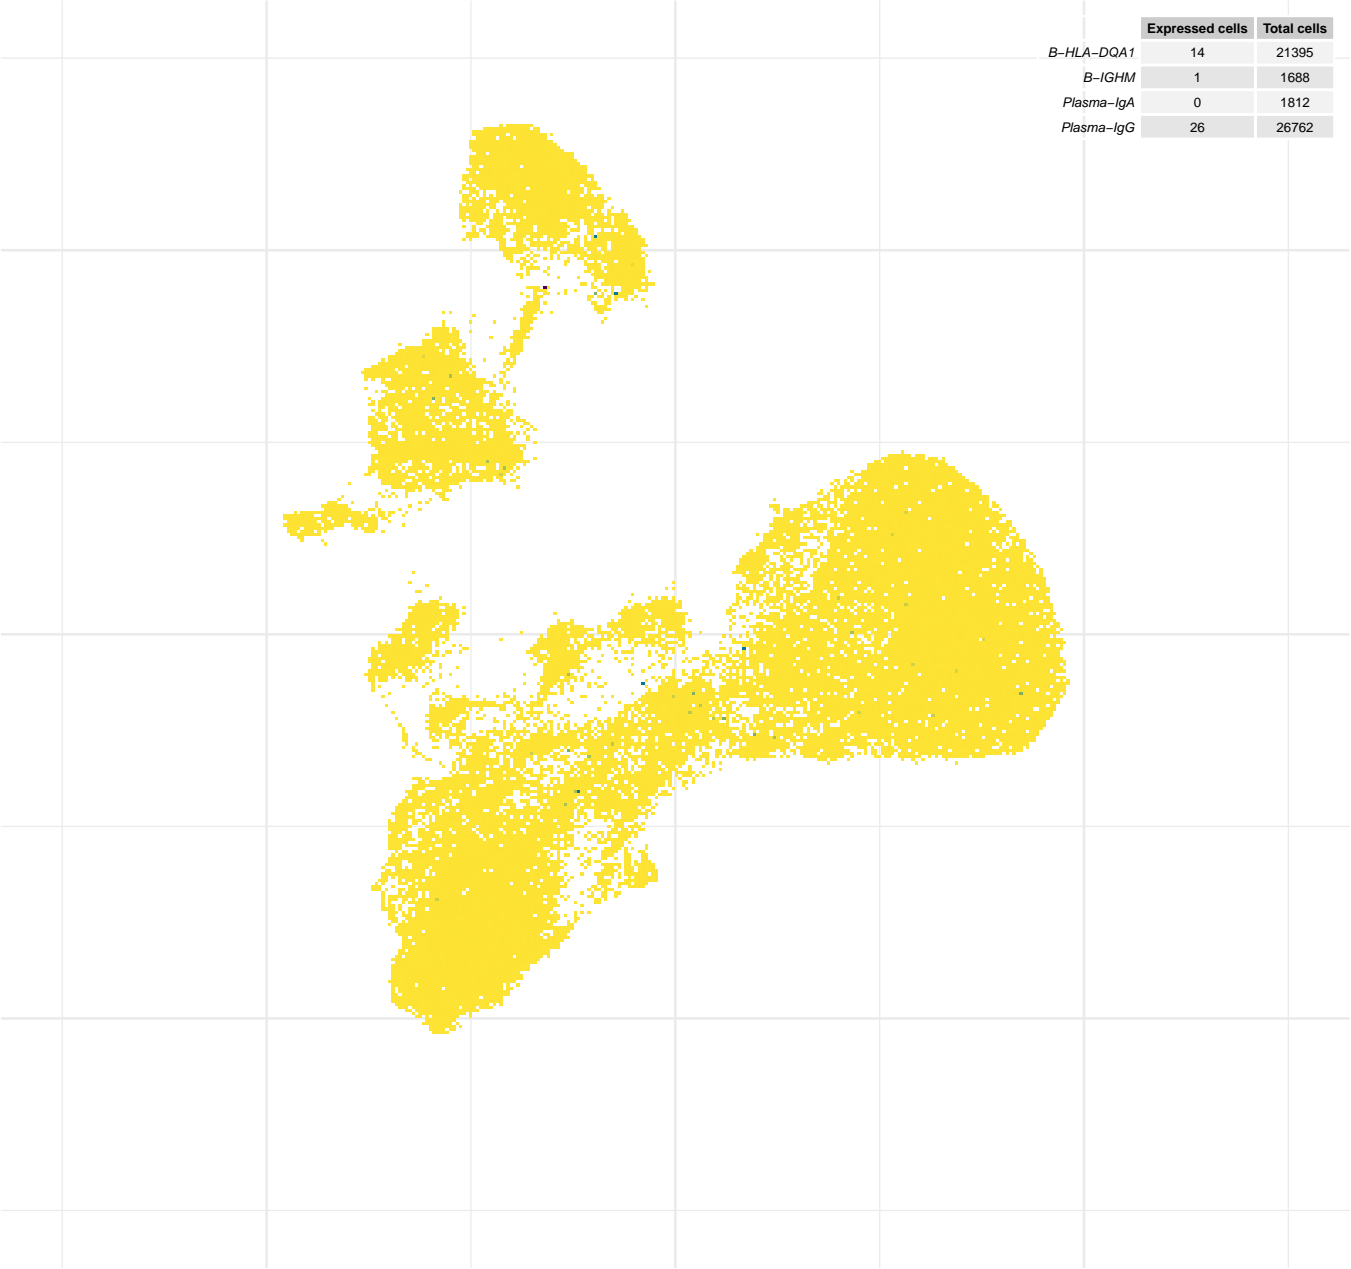 Expressed cells Total cells
B−HLA−DQA1 14 21395
B−IGHM 1 1688
Plasma−IgA 0 1812
Plasma−IgG 26 26762